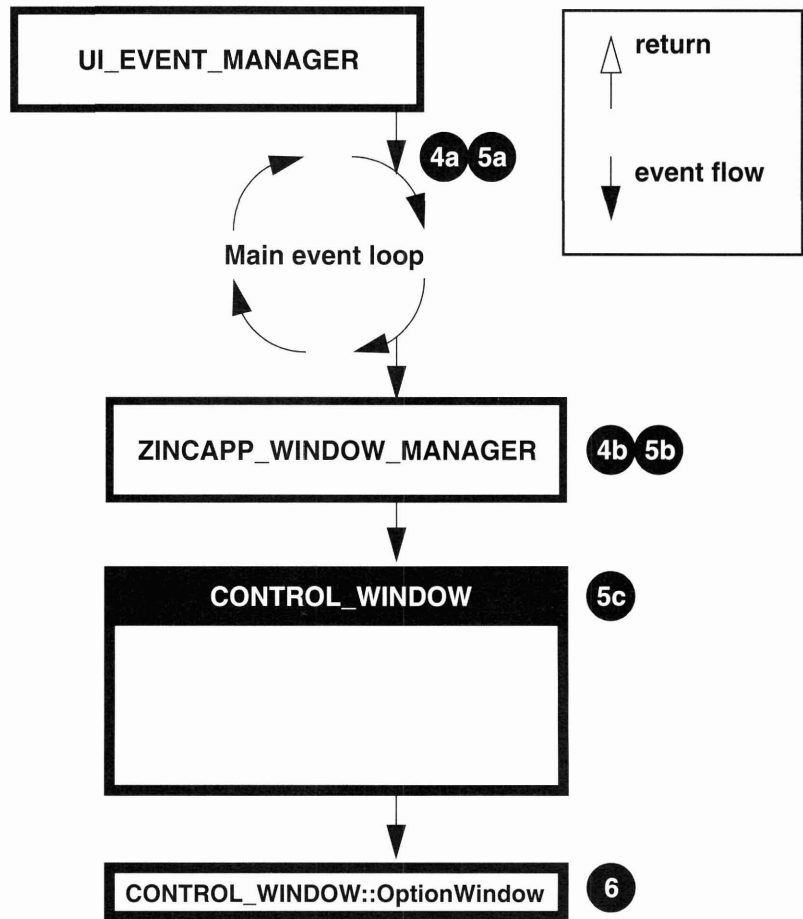 UI_EVENT_MANAGER
return
4a 5a
event flow
Main event loop
ZINCAPP_WINDOW_MANAGER
4b 5b
CONTROL_WINDOW
5c
CONTROL_WINDOW::OptionWindow
6